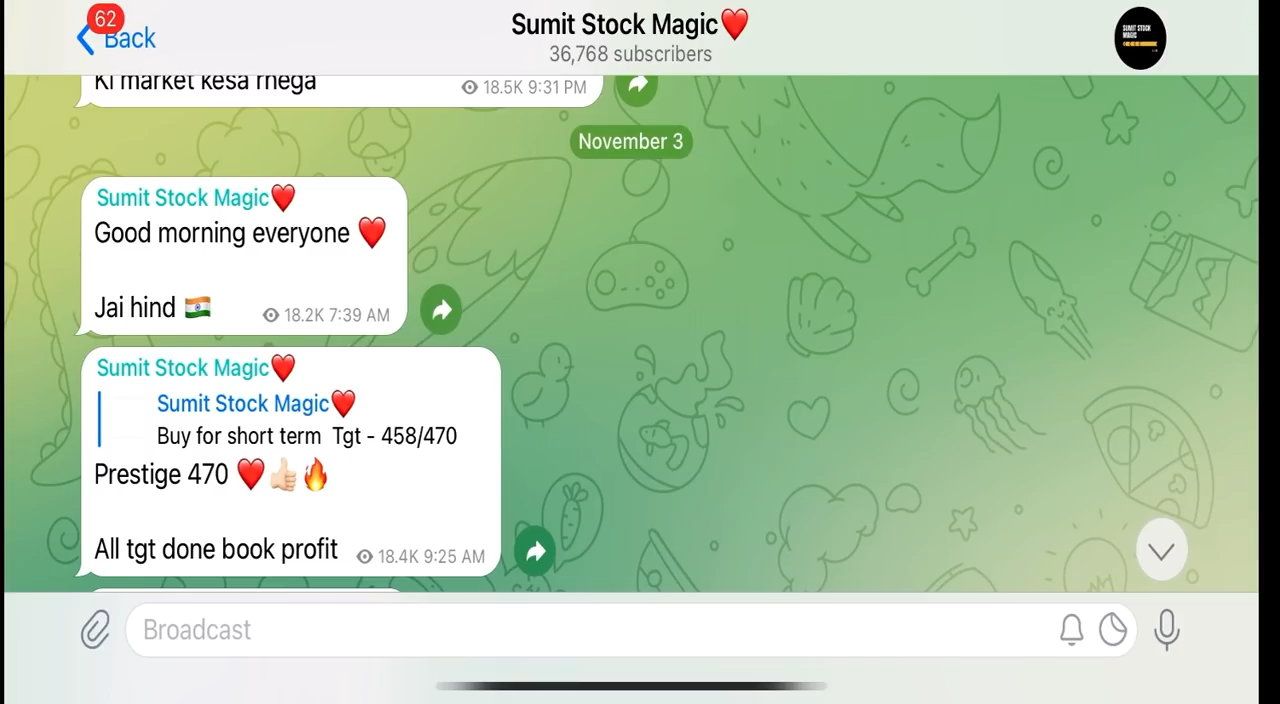 62
Back
Sumit Stock Magic❤️
36,768 subscribers
SUMIT STOCK
MAGIC
Ki market kesa rhega
18.5K 9:31 PM
November 3
Sumit Stock Magic❤️
Good morning everyone ❤️
Jai hind 🇮🇳
18.2K 7:39 AM
Sumit Stock Magic❤️
Sumit Stock Magic❤️
Buy for short term Tgt - 458/470
Prestige 470 ❤️👍🏻🔥
All tgt done book profit
18.4K 9:25 AM
Broadcast